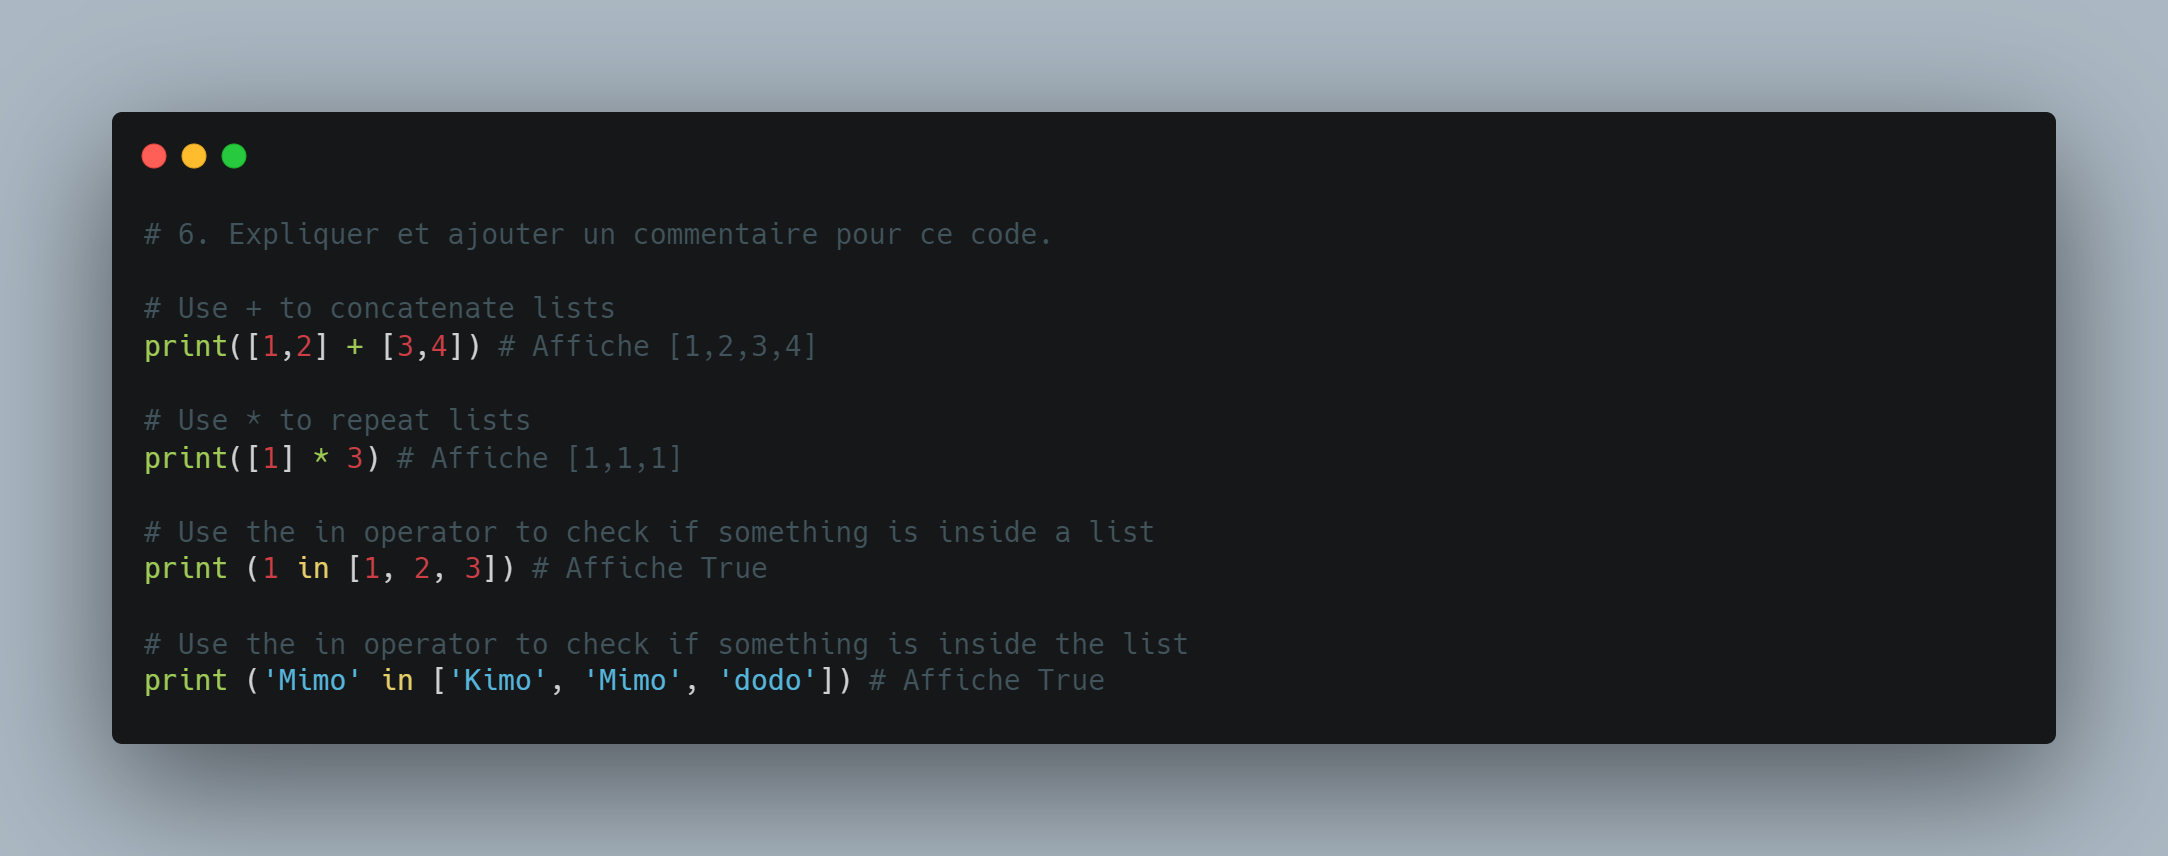 # 6. Expliquer et ajouter un commentaire pour ce code.
# Use + to concatenate lists
print([1,2] + [3,4]) # Affiche [1,2,3,4]
# Use * to repeat lists
print([1] * 3) # Affiche [1,1,1]
# Use the in operator to check if something is inside a list
print (1 in [1, 2, 3]) # Affiche True
# Use the in operator to check if something is inside the list
print ('Mimo' in ['Kimo', 'Mimo', 'dodo']) # Affiche True